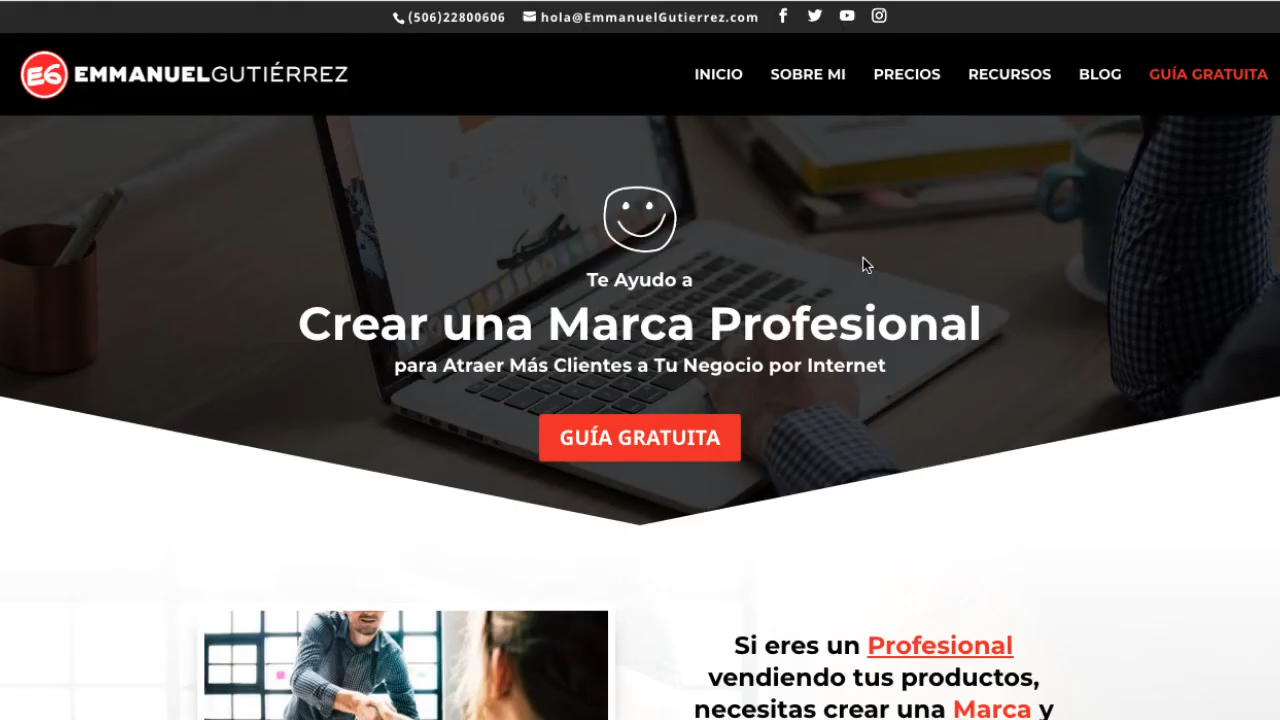 (506)22800606 hola@EmmanuelGutierrez.com
E6 EMMANUELGUTIÉRREZ INICIO SOBRE MI PRECIOS RECURSOS BLOG GUÍA GRATUITA
Te Ayudo a
Crear una Marca Profesional
para Atraer Más Clientes a Tu Negocio por Internet
GUÍA GRATUITA
Si eres un Profesional
vendiendo tus productos,
necesitas crear una Marca y